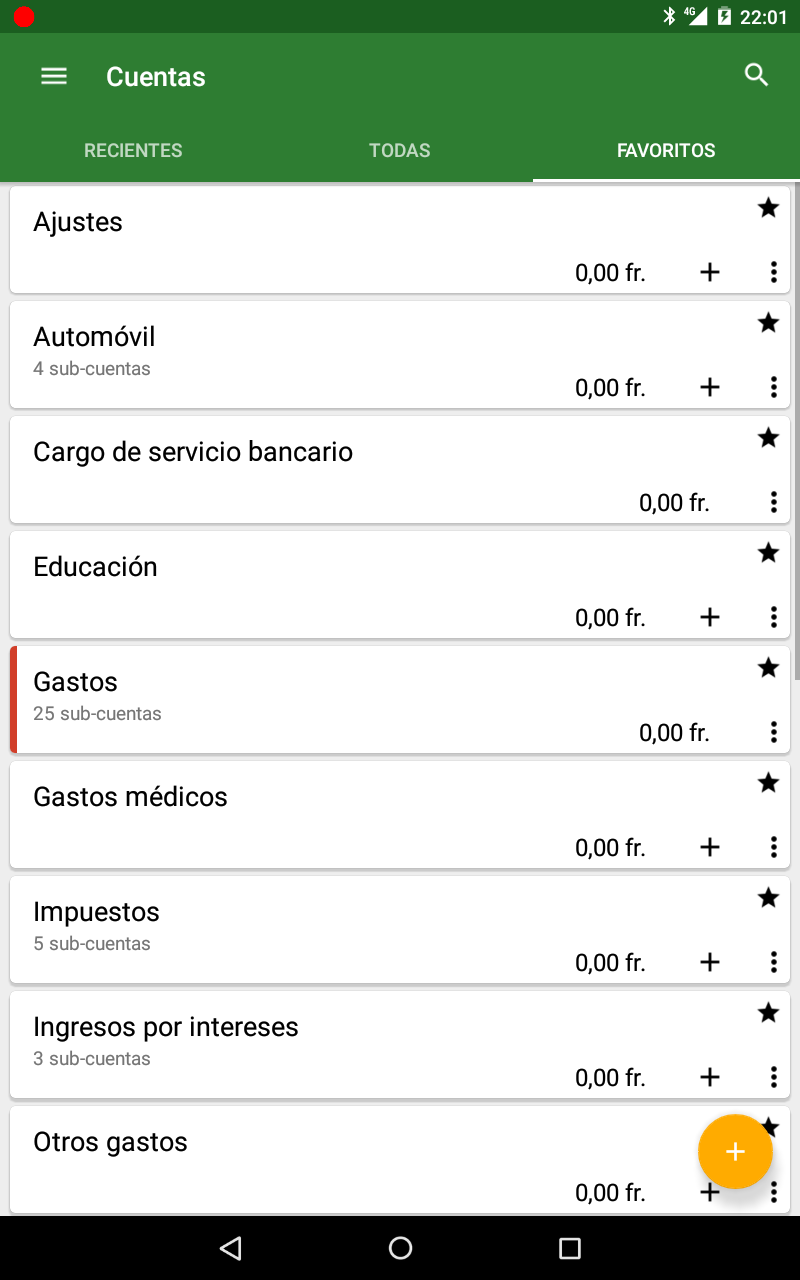 4G 22:01
Cuentas
RECIENTES TODAS FAVORITOS
Ajustes
0,00 fr.
Automóvil
4 sub-cuentas
0,00 fr.
Cargo de servicio bancario
0,00 fr.
Educación
0,00 fr.
Gastos
25 sub-cuentas
0,00 fr.
Gastos médicos
0,00 fr.
Impuestos
5 sub-cuentas
0,00 fr.
Ingresos por intereses
3 sub-cuentas
0,00 fr.
Otros gastos
0,00 fr.